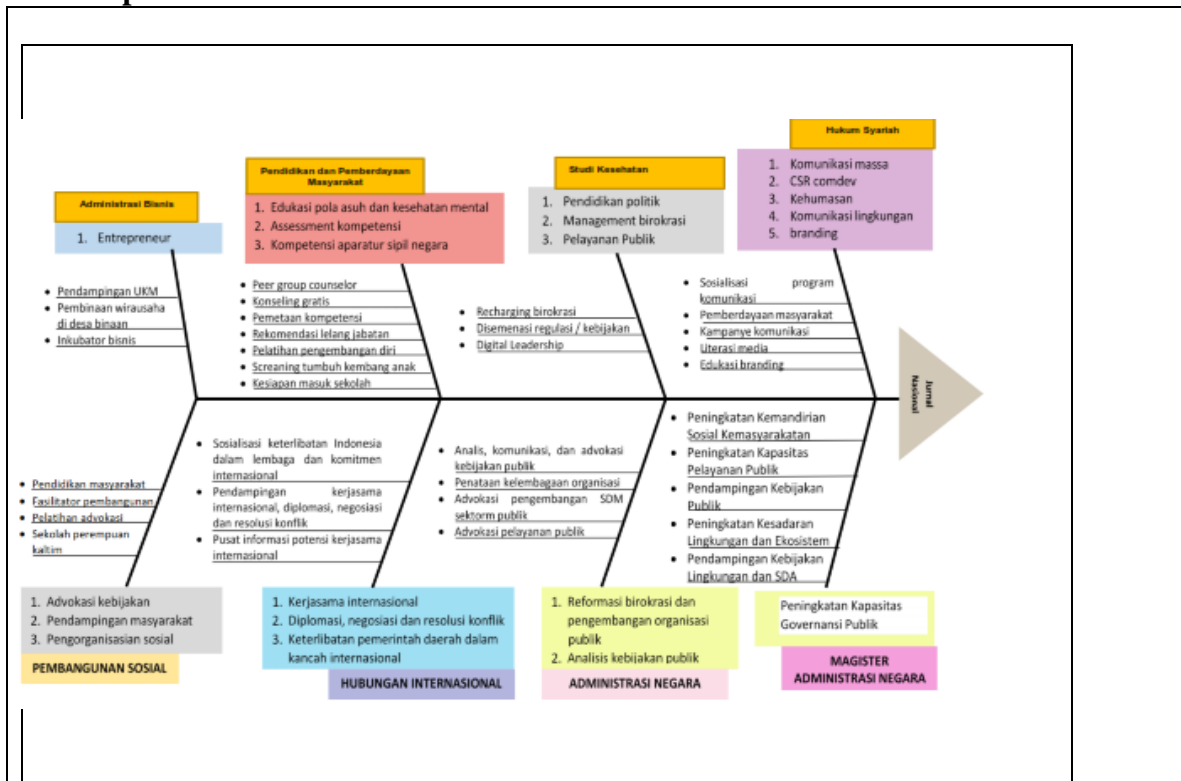 Hukum Syariah
1. Komunikasi massa
2. CSR comdev
3. Kehumasan
4. Komunikasi lingkungan
5. branding
Pendidikan dan Pemberdayaan
Masyarakat
1. Edukasi pola asuh dan kesehatan mental
2. Assessment kompetensi
3. Kompetensi aparatur sipil negara
Studi Kesehatan
1. Pendidikan politik
2. Management birokrasi
3. Pelayanan Publik
Administrasi Bisnis
1. Entrepreneur
• Pendampingan UKM
• Pembinaan wirausaha
di desa binaan
• Inkubator bisnis
• Peer group counselor
• Konseling gratis
• Pemetaan kompetensi
• Rekomendasi lelang jabatan
• Pelatihan pengembangan diri
• Screaning tumbuh kembang anak
• Kesiapan masuk sekolah
• Recharging birokrasi
• Disemenasi regulasi / kebijakan
• Digital Leadership
• Sosialisasi program
komunikasi
• Pemberdayaan masyarakat
• Kampanye komunikasi
• Literasi media
• Edukasi branding
Jurnal
Nasional
• Pendidikan masyarakat
• Fasilitator pembangunan
• Pelatihan advokasi
• Sekolah perempuan
kaltim
• Sosialisasi keterlibatan Indonesia
dalam lembaga dan komitmen
internasional
• Pendampingan kerjasama
internasional, diplomasi, negosiasi
dan resolusi konflik
• Pusat informasi potensi kerjasama
internasional
• Analis, komunikasi, dan advokasi
kebijakan publik
• Penataan kelembagaan organisasi
• Advokasi pengembangan SDM
sektorm publik
• Advokasi pelayanan publik
• Peningkatan Kemandirian
Sosial Kemasyarakatan
• Peningkatan Kapasitas
Pelayanan Publik
• Pendampingan Kebijakan
Publik
• Peningkatan Kesadaran
Lingkungan dan Ekosistem
• Pendampingan Kebijakan
Lingkungan dan SDA
1. Advokasi kebijakan
2. Pendampingan masyarakat
3. Pengorganisasian sosial
PEMBANGUNAN SOSIAL
1. Kerjasama internasional
2. Diplomasi, negosiasi dan resolusi konflik
3. Keterlibatan pemerintah daerah dalam
kancah internasional
HUBUNGAN INTERNASIONAL
1. Reformasi birokrasi dan
pengembangan organisasi
publik
2. Analisis kebijakan publik
ADMINISTRASI NEGARA
Peningkatan Kapasitas
Governansi Publik
MAGISTER
ADMINISTRASI NEGARA